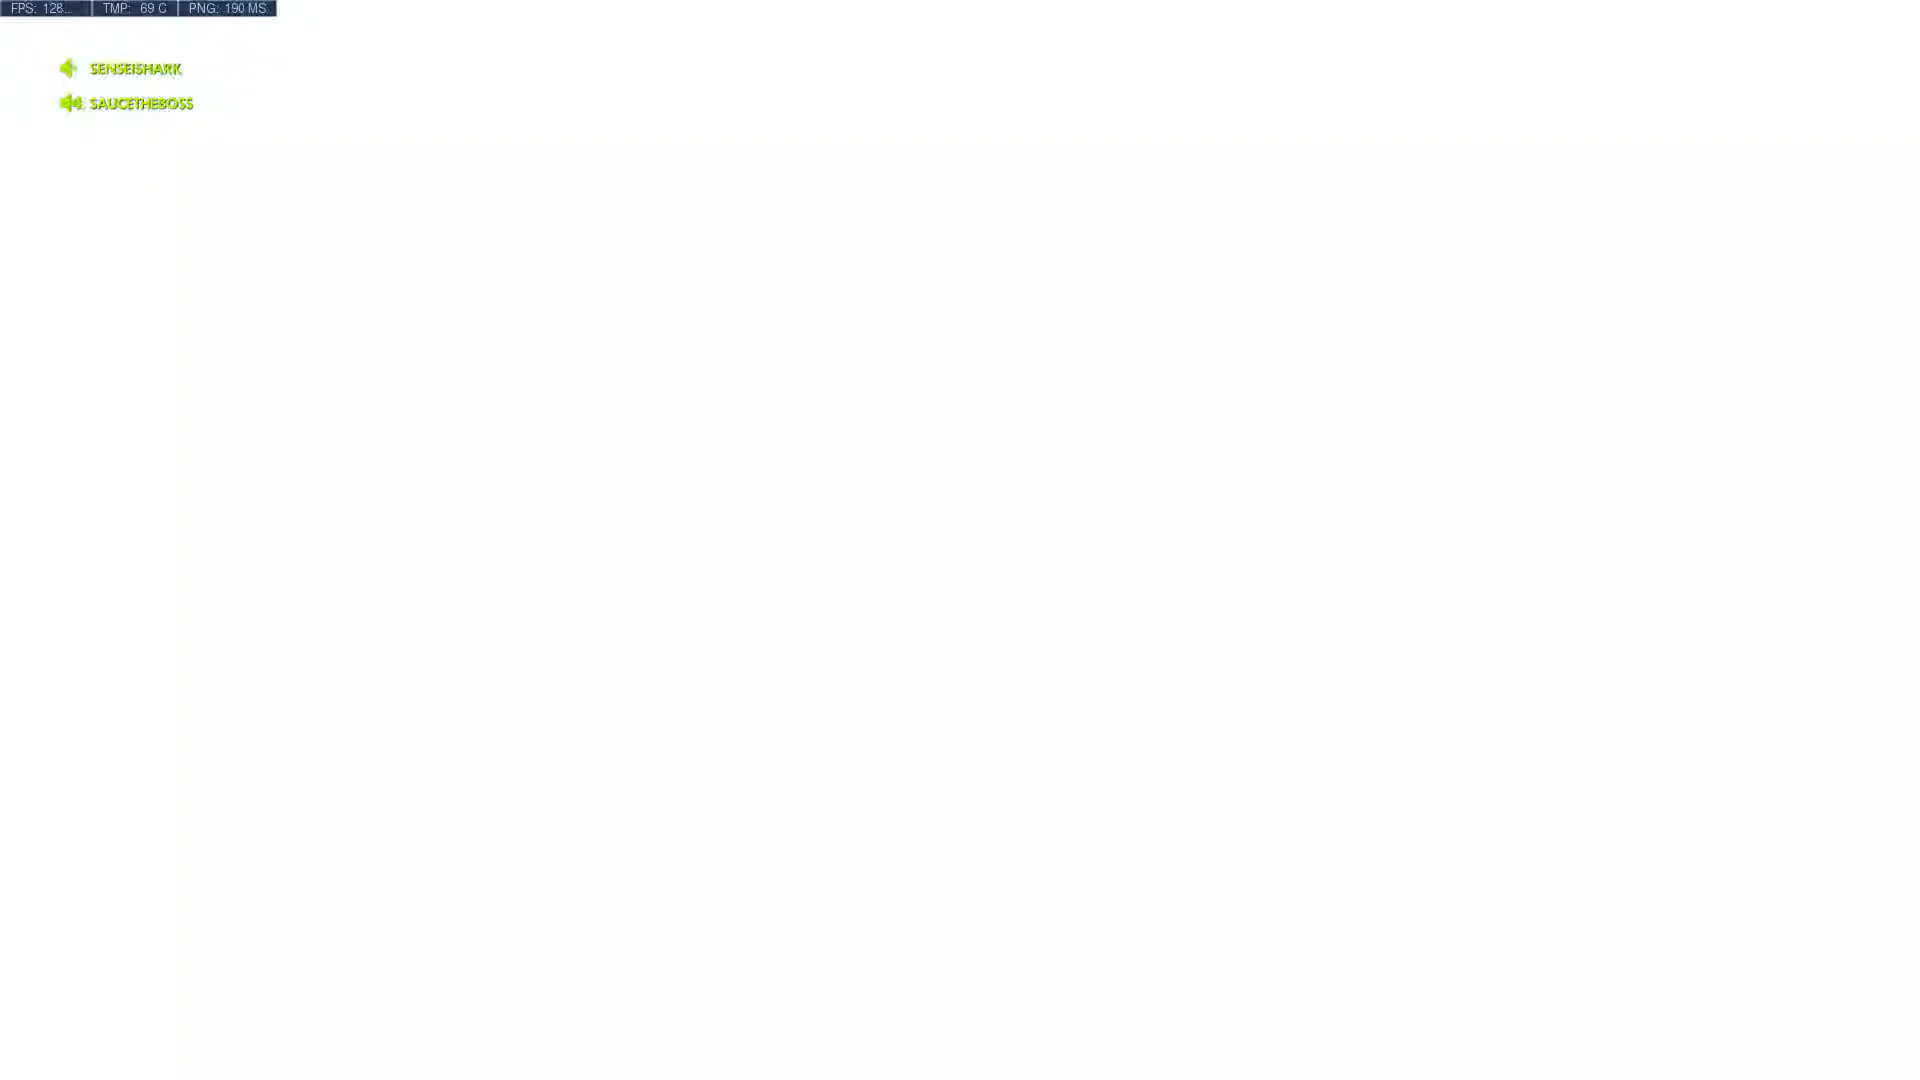 FPS: 128... | TMP: 69 C | PNG: 190 MS
SENSEISHARK
SAUCETHEBOSS